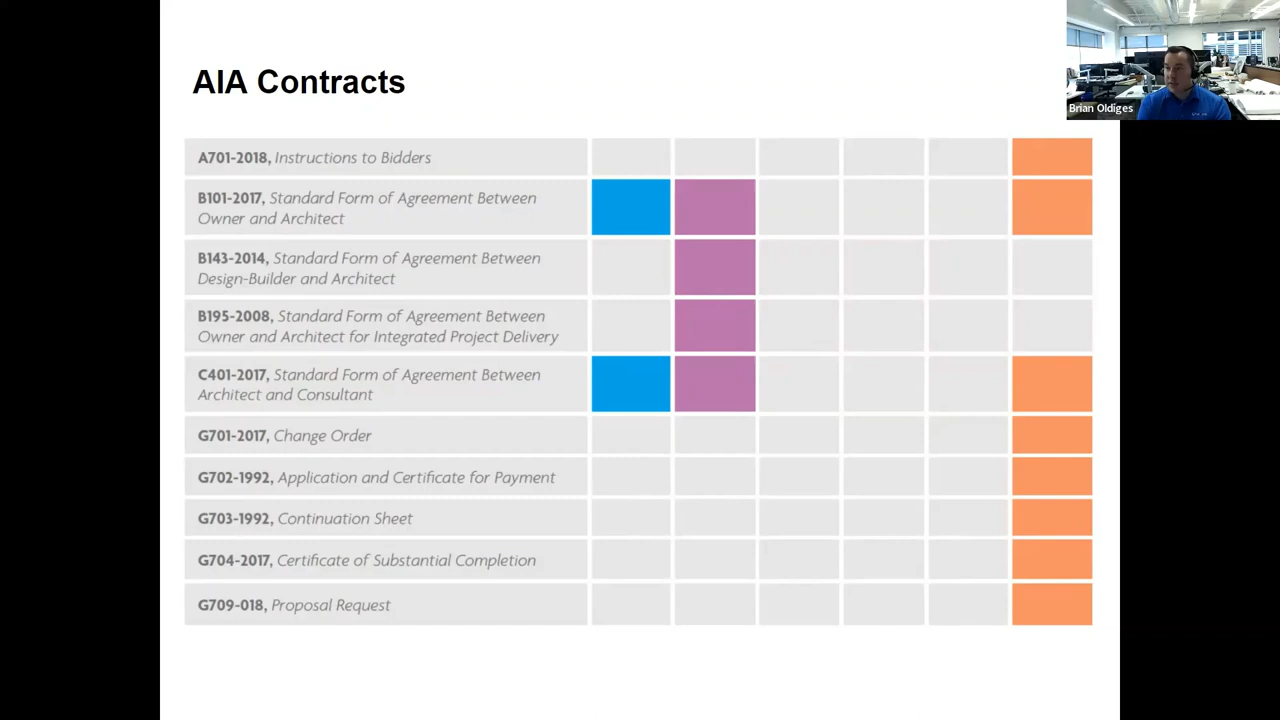 AIA Contracts
Brian Oldiges
A701-2018, Instructions to Bidders
B101-2017, Standard Form of Agreement Between
Owner and Architect
B143-2014, Standard Form of Agreement Between
Design-Builder and Architect
B195-2008, Standard Form of Agreement Between
Owner and Architect for Integrated Project Delivery
C401-2017, Standard Form of Agreement Between
Architect and Consultant
G701-2017, Change Order
G702-1992, Application and Certificate for Payment
G703-1992, Continuation Sheet
G704-2017, Certificate of Substantial Completion
G709-018, Proposal Request